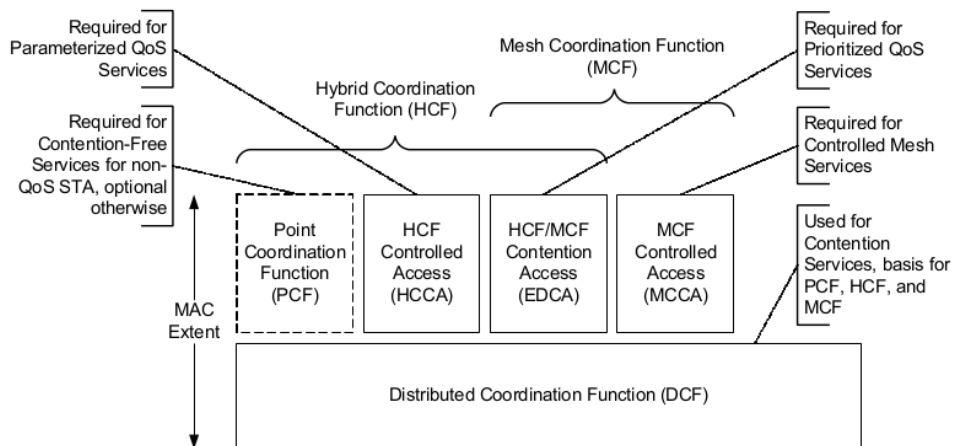 Required for
Parameterized QoS
Services
Mesh Coordination Function
(MCF)
Required for
Prioritized QoS
Services
Hybrid Coordination
Function (HCF)
Required for
Contention-Free
Services for non-
QoS STA, optional
otherwise
Required for
Controlled Mesh
Services
Point
Coordination
Function
(PCF)
HCF
Controlled
Access
(HCCA)
HCF/MCF
Contention
Access
(EDCA)
MCF
Controlled
Access
(MCCA)
Used for
Contention
Services, basis for
PCF, HCF, and
MCF
MAC
Extent
Distributed Coordination Function (DCF)